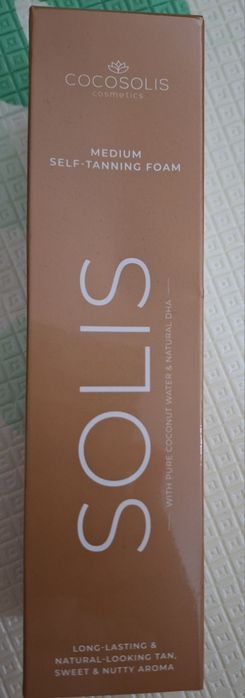 COCOSOLIS
cosmetics
MEDIUM
SELF-TANNING FOAM
SOLIS
WITH PURE COCONUT WATER & NATURAL DHA
LONG-LASTING &
NATURAL-LOOKING TAN,
SWEET & NUTTY AROMA